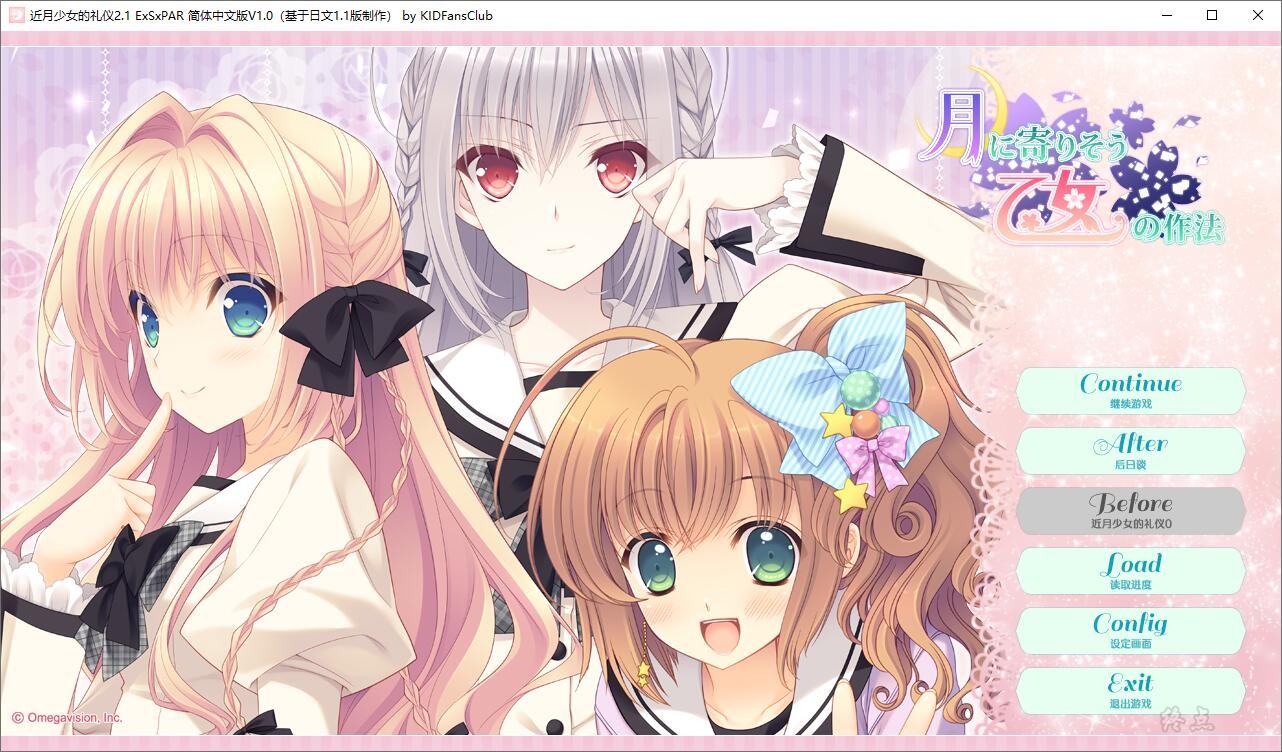 近月少女的礼仪2.1 ExSxPAR 简体中文版V1.0（基于日文1.1版制作） by KIDFansClub
月に寄りそう
乙女の作法
Continue
继续游戏
After
后日谈
Before
近月少女的礼仪0
Load
读取进度
Config
设定画面
Exit
退出游戏
© Omegavision, Inc.